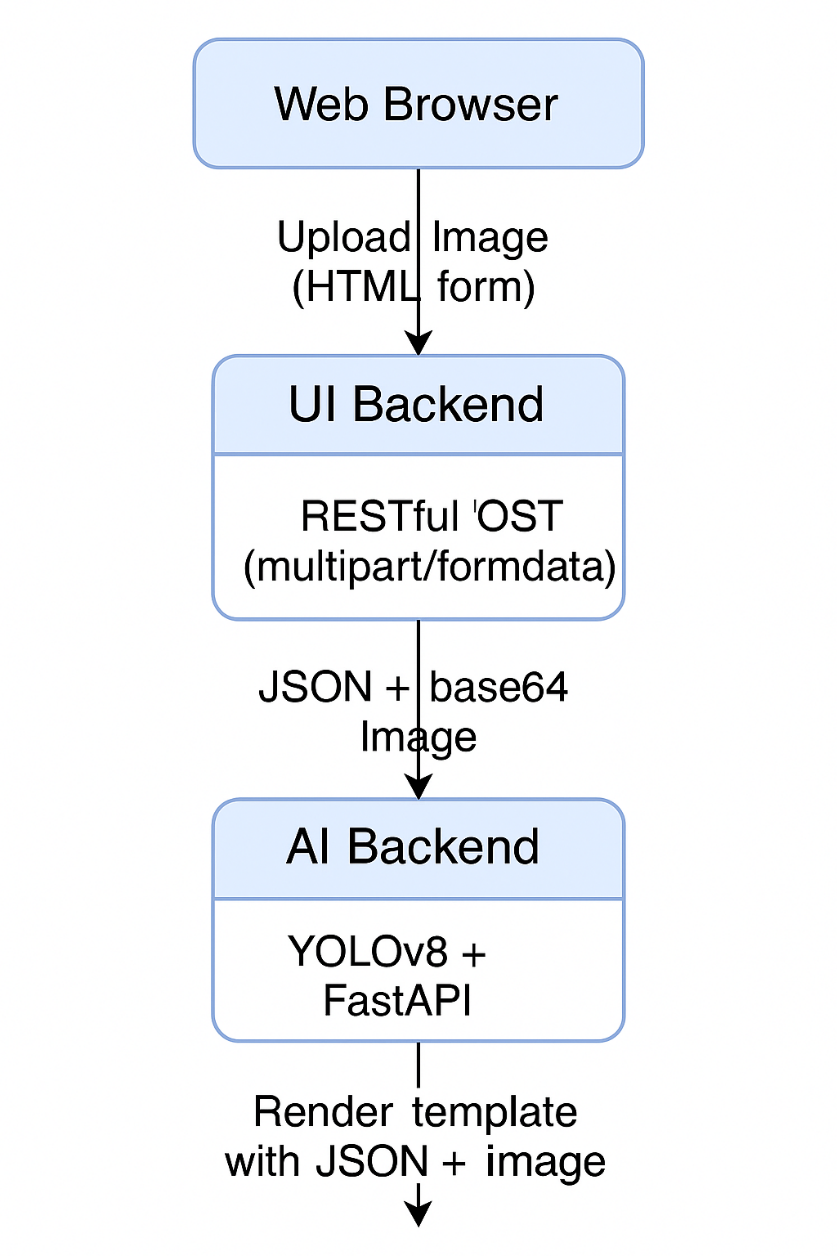 Web Browser
Upload Image
(HTML form)
UI Backend
RESTful 'OST
(multipart/formdata)
JSON + base64
Image
AI Backend
YOLOv8 +
FastAPI
Render template
with JSON + image